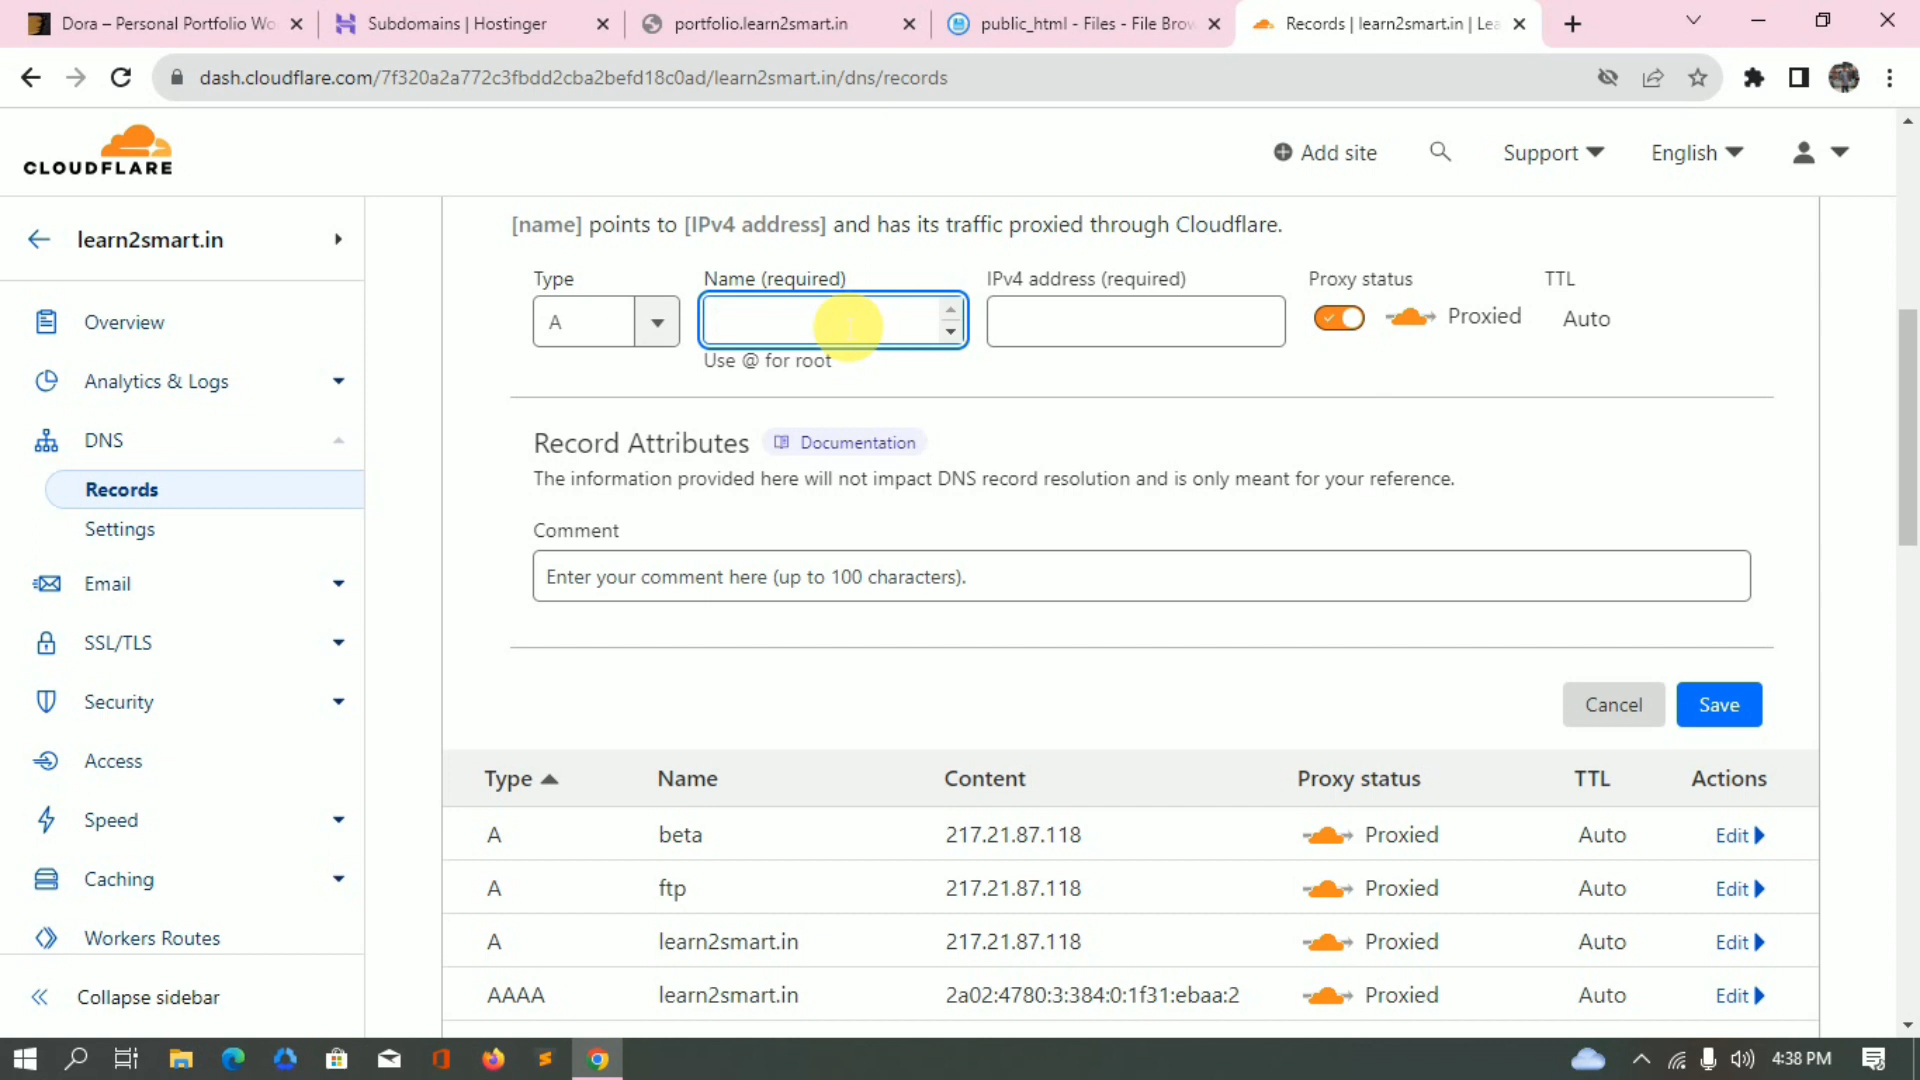 Dora – Personal Portfolio Wo
Subdomains | Hostinger
portfolio.learn2smart.in
public_html - Files - File Brow
Records | learn2smart.in | Lea
dash.cloudflare.com/7f320a2a772c3fbdd2cba2befd18c0ad/learn2smart.in/dns/records
CLOUDFLARE
Add site
Support
English
learn2smart.in
Overview
Analytics & Logs
DNS
Records
Settings
Email
SSL/TLS
Security
Access
Speed
Caching
Workers Routes
Collapse sidebar
[name] points to [IPv4 address] and has its traffic proxied through Cloudflare.
Type Name (required) IPv4 address (required) Proxy status TTL
A Proxied Auto
Use @ for root
Record Attributes Documentation
The information provided here will not impact DNS record resolution and is only meant for your reference.
Comment
Enter your comment here (up to 100 characters).
Cancel Save
Type Name Content Proxy status TTL Actions
A beta 217.21.87.118 Proxied Auto Edit
A ftp 217.21.87.118 Proxied Auto Edit
A learn2smart.in 217.21.87.118 Proxied Auto Edit
AAAA learn2smart.in 2a02:4780:3:384:0:1f31:ebaa:2 Proxied Auto Edit
4:38 PM